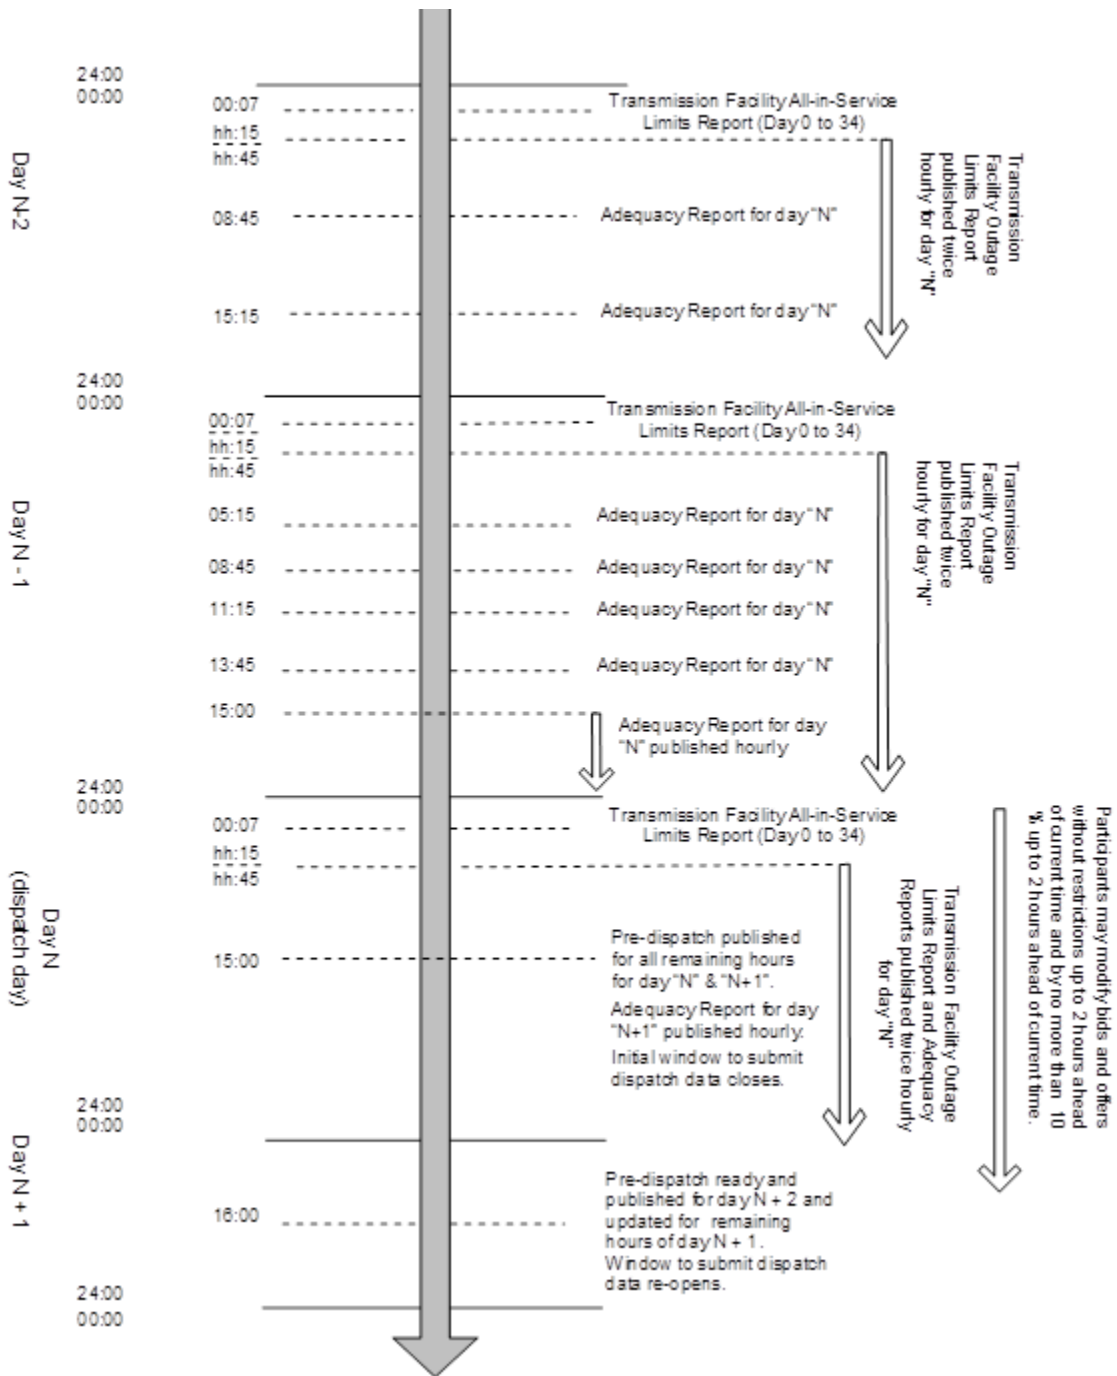 24:00
00:00
Day N-2
00:07
Transmission Facility All-in-Service
Limits Report (Day 0 to 34)
hh:15
hh:45
Transmission
Facility Outage
Limits Report
published twice
hourly for day "N"
08:45
Adequacy Report for day "N"
15:15
Adequacy Report for day "N"
24:00
00:00
Day N - 1
00:07
Transmission Facility All-in-Service
Limits Report (Day 0 to 34)
hh:15
hh:45
Transmission
Facility Outage
Limits Report
published twice
hourly for day "N"
05:15
Adequacy Report for day "N"
08:45
Adequacy Report for day "N"
11:15
Adequacy Report for day "N"
13:45
Adequacy Report for day "N"
15:00
Adequacy Report for day
"N" published hourly
24:00
00:00
Day N
(dispatch day)
00:07
Transmission Facility All-in-Service
Limits Report (Day 0 to 34)
hh:15
hh:45
Transmission Facility Outage
Limits Report and Adequacy
Reports published twice hourly
for day "N"
Participants may modify bids and offers
without restrictions up to 2 hours ahead
of current time and by no more than 10
% up to 2 hours ahead of current time.
15:00
Pre-dispatch published
for all remaining hours
for day "N" & "N+1".
Adequacy Report for day
"N+1" published hourly.
Initial window to submit
dispatch data closes.
24:00
00:00
Day N + 1
16:00
Pre-dispatch ready and
published for day N + 2 and
updated for remaining
hours of day N + 1.
Window to submit dispatch
data re-opens.
24:00
00:00